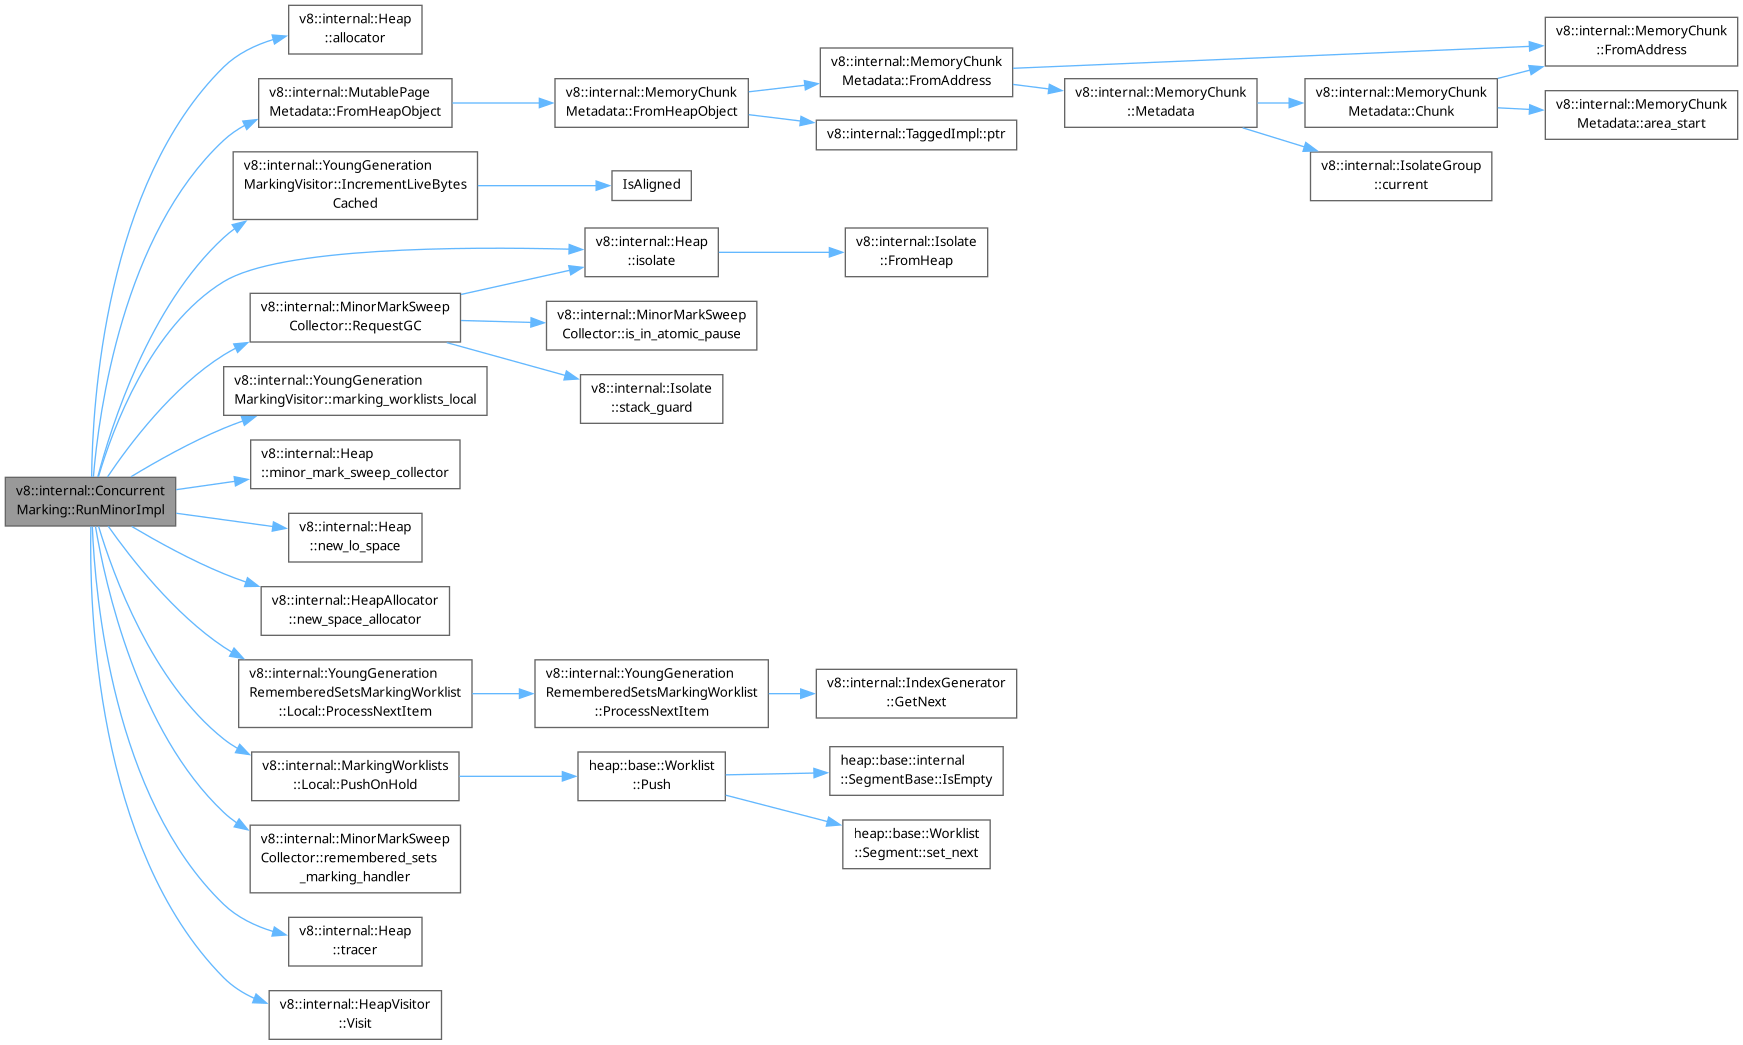 v8::internal::Concurrent
Marking::RunMinorImpl
v8::internal::Heap
::allocator
v8::internal::MutablePage
Metadata::FromHeapObject
v8::internal::MemoryChunk
Metadata::FromHeapObject
v8::internal::MemoryChunk
Metadata::FromAddress
v8::internal::MemoryChunk
::FromAddress
v8::internal::MemoryChunk
::Metadata
v8::internal::MemoryChunk
Metadata::Chunk
v8::internal::MemoryChunk
Metadata::area_start
v8::internal::IsolateGroup
::current
v8::internal::TaggedImpl::ptr
v8::internal::YoungGeneration
MarkingVisitor::IncrementLiveBytes
Cached
IsAligned
v8::internal::Heap
::isolate
v8::internal::Isolate
::FromHeap
v8::internal::MinorMarkSweep
Collector::RequestGC
v8::internal::MinorMarkSweep
Collector::is_in_atomic_pause
v8::internal::Isolate
::stack_guard
v8::internal::YoungGeneration
MarkingVisitor::marking_worklists_local
v8::internal::Heap
::minor_mark_sweep_collector
v8::internal::Heap
::new_lo_space
v8::internal::HeapAllocator
::new_space_allocator
v8::internal::YoungGeneration
RememberedSetsMarkingWorklist
::Local::ProcessNextItem
v8::internal::YoungGeneration
RememberedSetsMarkingWorklist
::ProcessNextItem
v8::internal::IndexGenerator
::GetNext
v8::internal::MarkingWorklists
::Local::PushOnHold
heap::base::Worklist
::Push
heap::base::internal
::SegmentBase::IsEmpty
heap::base::Worklist
::Segment::set_next
v8::internal::MinorMarkSweep
Collector::remembered_sets
_marking_handler
v8::internal::Heap
::tracer
v8::internal::HeapVisitor
::Visit